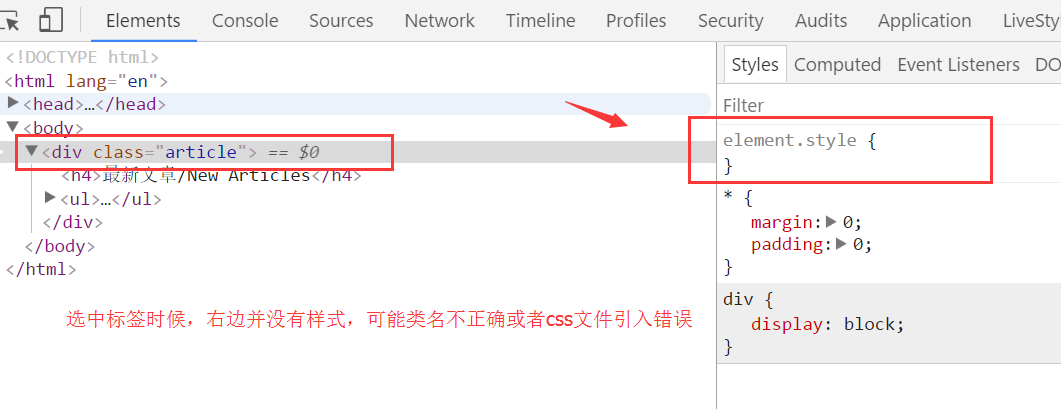 Elements Console Sources Network Timeline Profiles Security Audits Application LiveSty
<!DOCTYPE html>
<html lang="en">
▶<head>…</head>
▼<body>
▼<div class="article"> == $0
<h4>最新文章/New Articles</h4>
▶<ul>…</ul>
</div>
</body>
</html>
选中标签时候，右边并没有样式，可能类名不正确或者css文件引入错误
Styles Computed Event Listeners DO
Filter
element.style {
}
* {
margin:▶ 0;
padding:▶ 0;
}
div {
display: block;
}